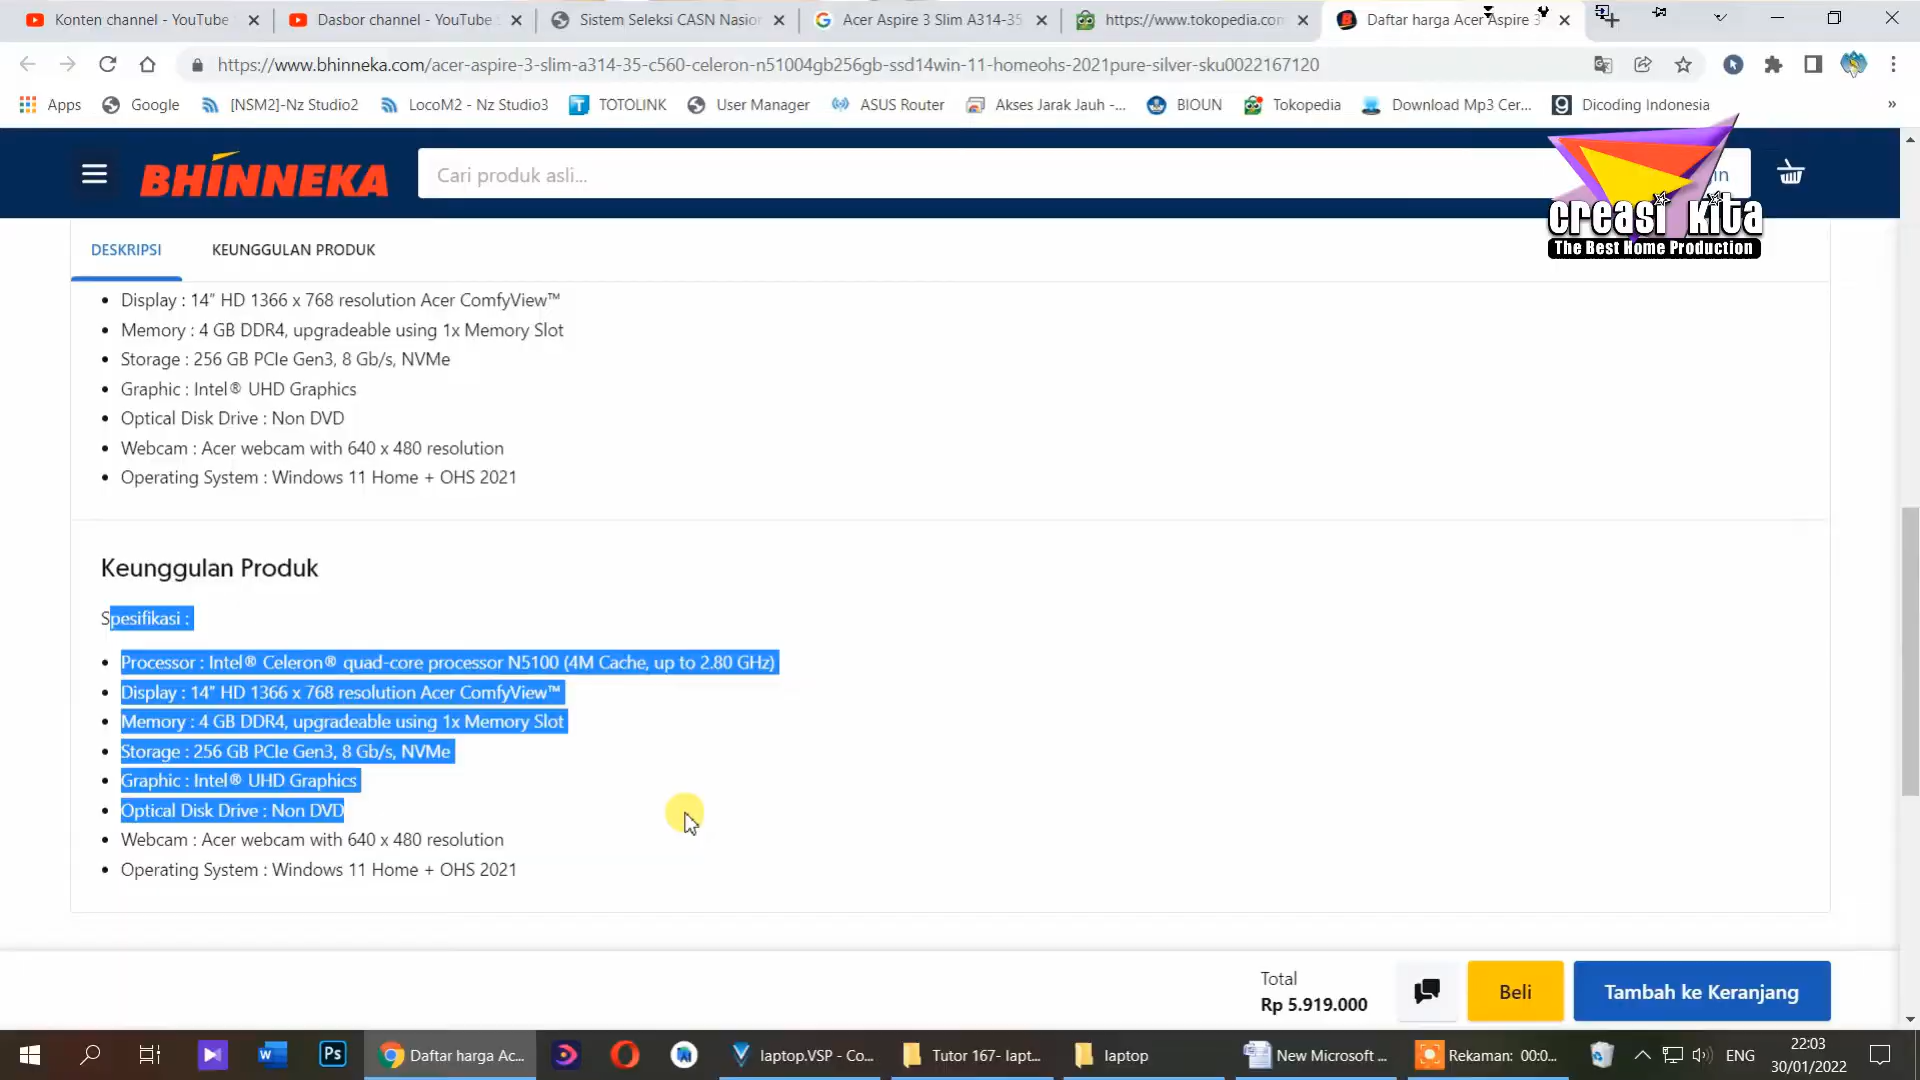 Konten channel - YouTube
Dasbor channel - YouTube
Sistem Seleksi CASN Nasion
Acer Aspire 3 Slim A314-35
https://www.tokopedia.com
Daftar harga Acer Aspire 3
https://www.bhinneka.com/acer-aspire-3-slim-a314-35-c560-celeron-n51004gb256gb-ssd14win-11-homeohs-2021pure-silver-sku0022167120
Apps
Google
[NSM2]-Nz Studio2
LocoM2 - Nz Studio3
TOTOLINK
User Manager
ASUS Router
Akses Jarak Jauh -...
BIOUN
Tokopedia
Download Mp3 Cer...
Dicoding Indonesia
»
BHINNEKA
Cari produk asli...
creasi kita
The Best Home Production
DESKRIPSI
KEUNGGULAN PRODUK
• Display : 14" HD 1366 x 768 resolution Acer ComfyView™
• Memory : 4 GB DDR4, upgradeable using 1x Memory Slot
• Storage : 256 GB PCIe Gen3, 8 Gb/s, NVMe
• Graphic : Intel® UHD Graphics
• Optical Disk Drive : Non DVD
• Webcam : Acer webcam with 640 x 480 resolution
• Operating System : Windows 11 Home + OHS 2021
Keunggulan Produk
Spesifikasi :
• Processor : Intel® Celeron® quad-core processor N5100 (4M Cache, up to 2.80 GHz)
• Display : 14" HD 1366 x 768 resolution Acer ComfyView™
• Memory : 4 GB DDR4, upgradeable using 1x Memory Slot
• Storage : 256 GB PCIe Gen3, 8 Gb/s, NVMe
• Graphic : Intel® UHD Graphics
• Optical Disk Drive : Non DVD
• Webcam : Acer webcam with 640 x 480 resolution
• Operating System : Windows 11 Home + OHS 2021
Total
Rp 5.919.000
Beli
Tambah ke Keranjang
Ps
Daftar harga Ac...
laptop.VSP - Co...
Tutor 167- lapt...
laptop
New Microsoft ...
Rekaman: 00:0...
ENG
22:03
30/01/2022